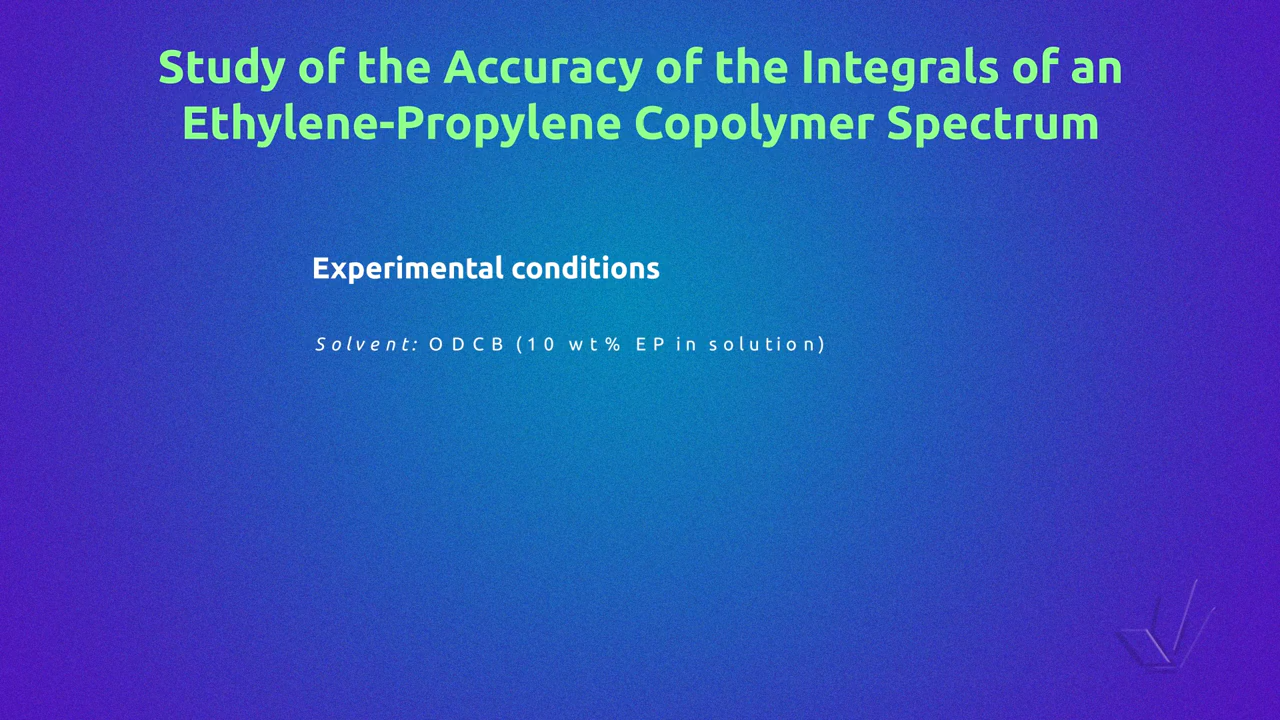 Study of the Accuracy of the Integrals of an
Ethylene-Propylene Copolymer Spectrum
Experimental conditions
Solvent: ODCB (10 wt% EP in solution)